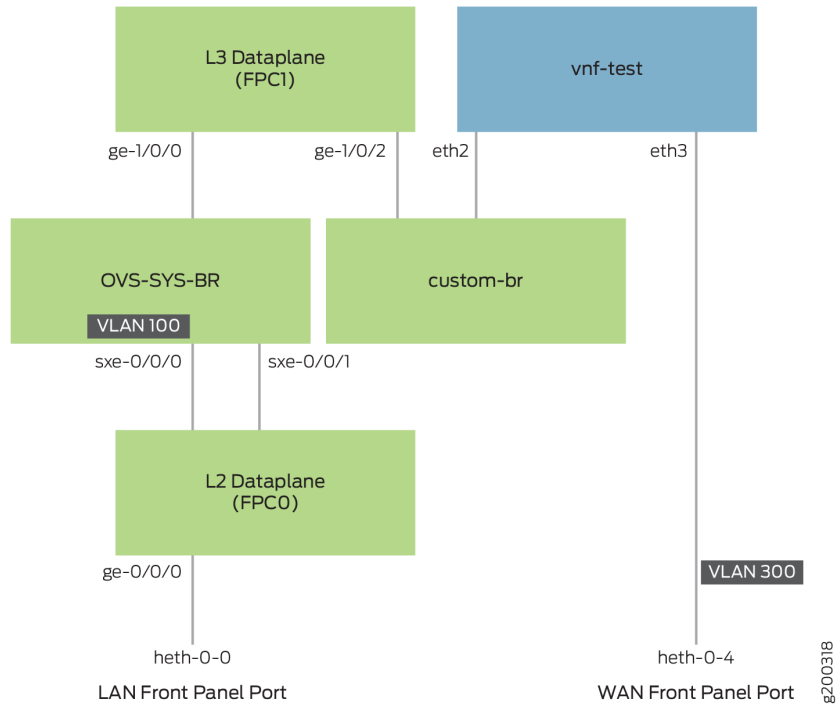 L3 Dataplane
(FPC1)
vnf-test
ge-1/0/0
ge-1/0/2
eth2
eth3
OVS-SYS-BR
custom-br
VLAN 100
sxe-0/0/0
sxe-0/0/1
L2 Dataplane
(FPC0)
ge-0/0/0
VLAN 300
heth-0-0
heth-0-4
LAN Front Panel Port
WAN Front Panel Port
g200318